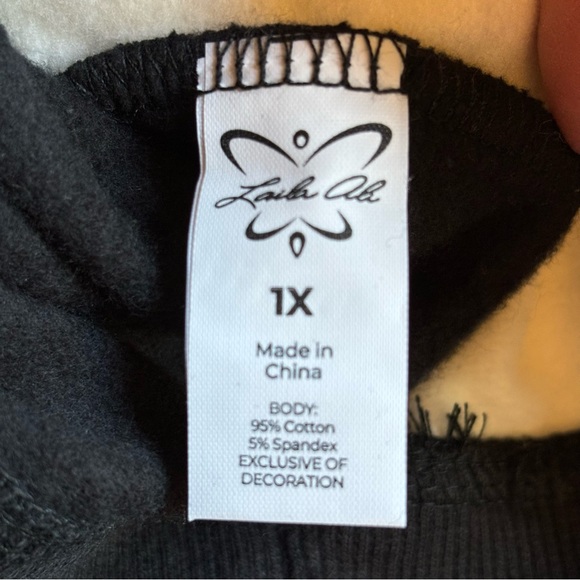 Laila Ali
1X
Made in
China
BODY:
95% Cotton
5% Spandex
EXCLUSIVE OF
DECORATION